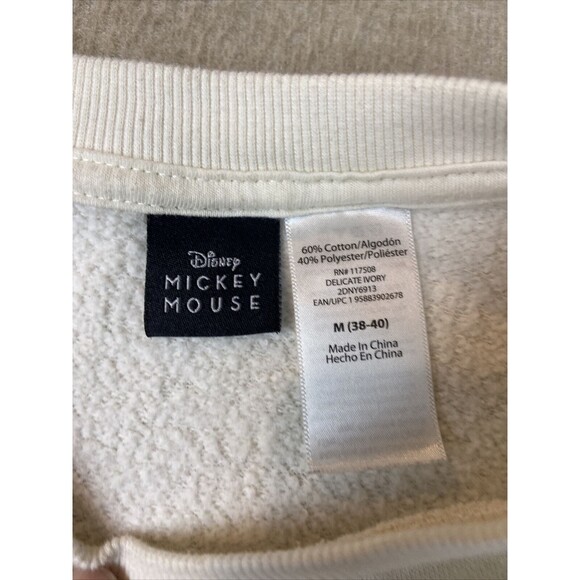 Disney
MICKEY
MOUSE
60% Cotton/Algodón
40% Polyester/Poliéster
RN# 117508
DELICATE IVORY
2DNY6913
EAN/UPC 1 95883902678
M (38-40)
Made In China
Hecho En China